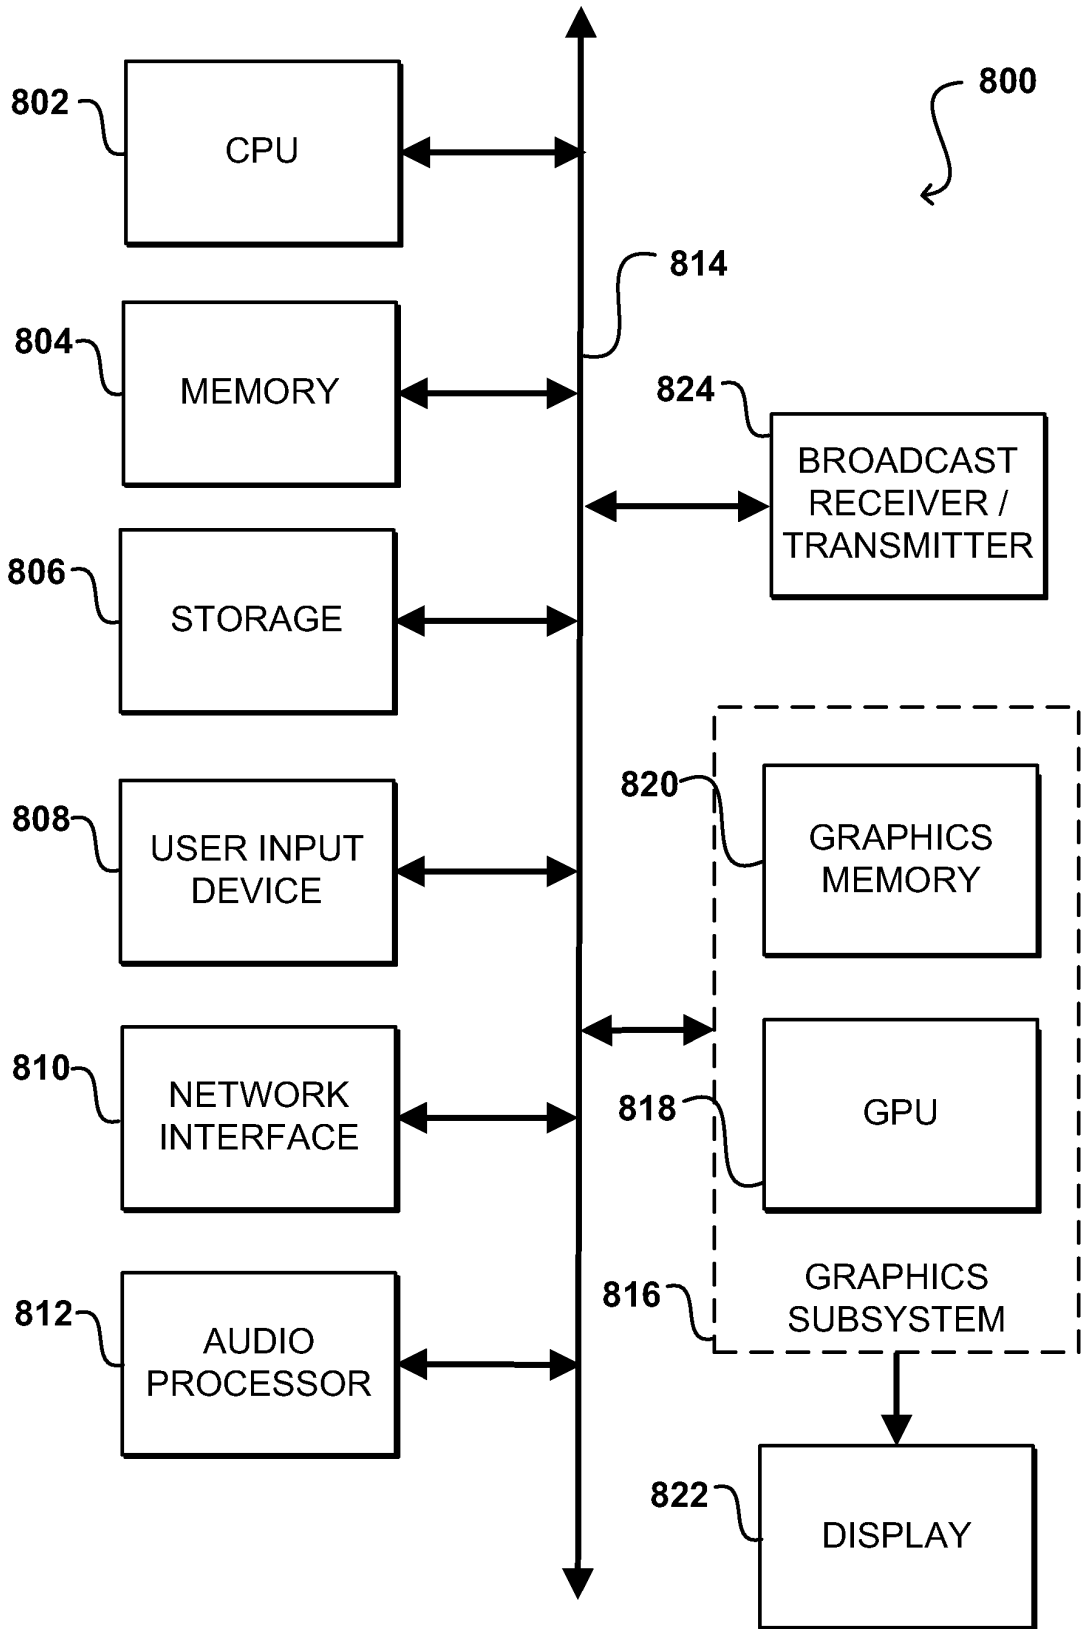 800
802
CPU
814
804
MEMORY
824
BROADCAST
RECEIVER /
TRANSMITTER
806
STORAGE
820
GRAPHICS
MEMORY
808
USER INPUT
DEVICE
810
NETWORK
INTERFACE
818
GPU
816
GRAPHICS
SUBSYSTEM
812
AUDIO
PROCESSOR
822
DISPLAY